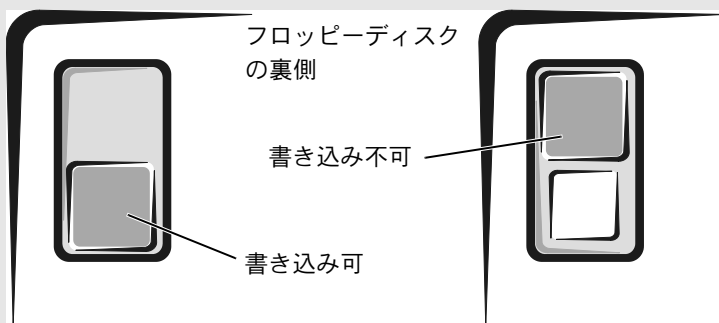 フロッピーディスク
の裏側
書き込み不可
書き込み可